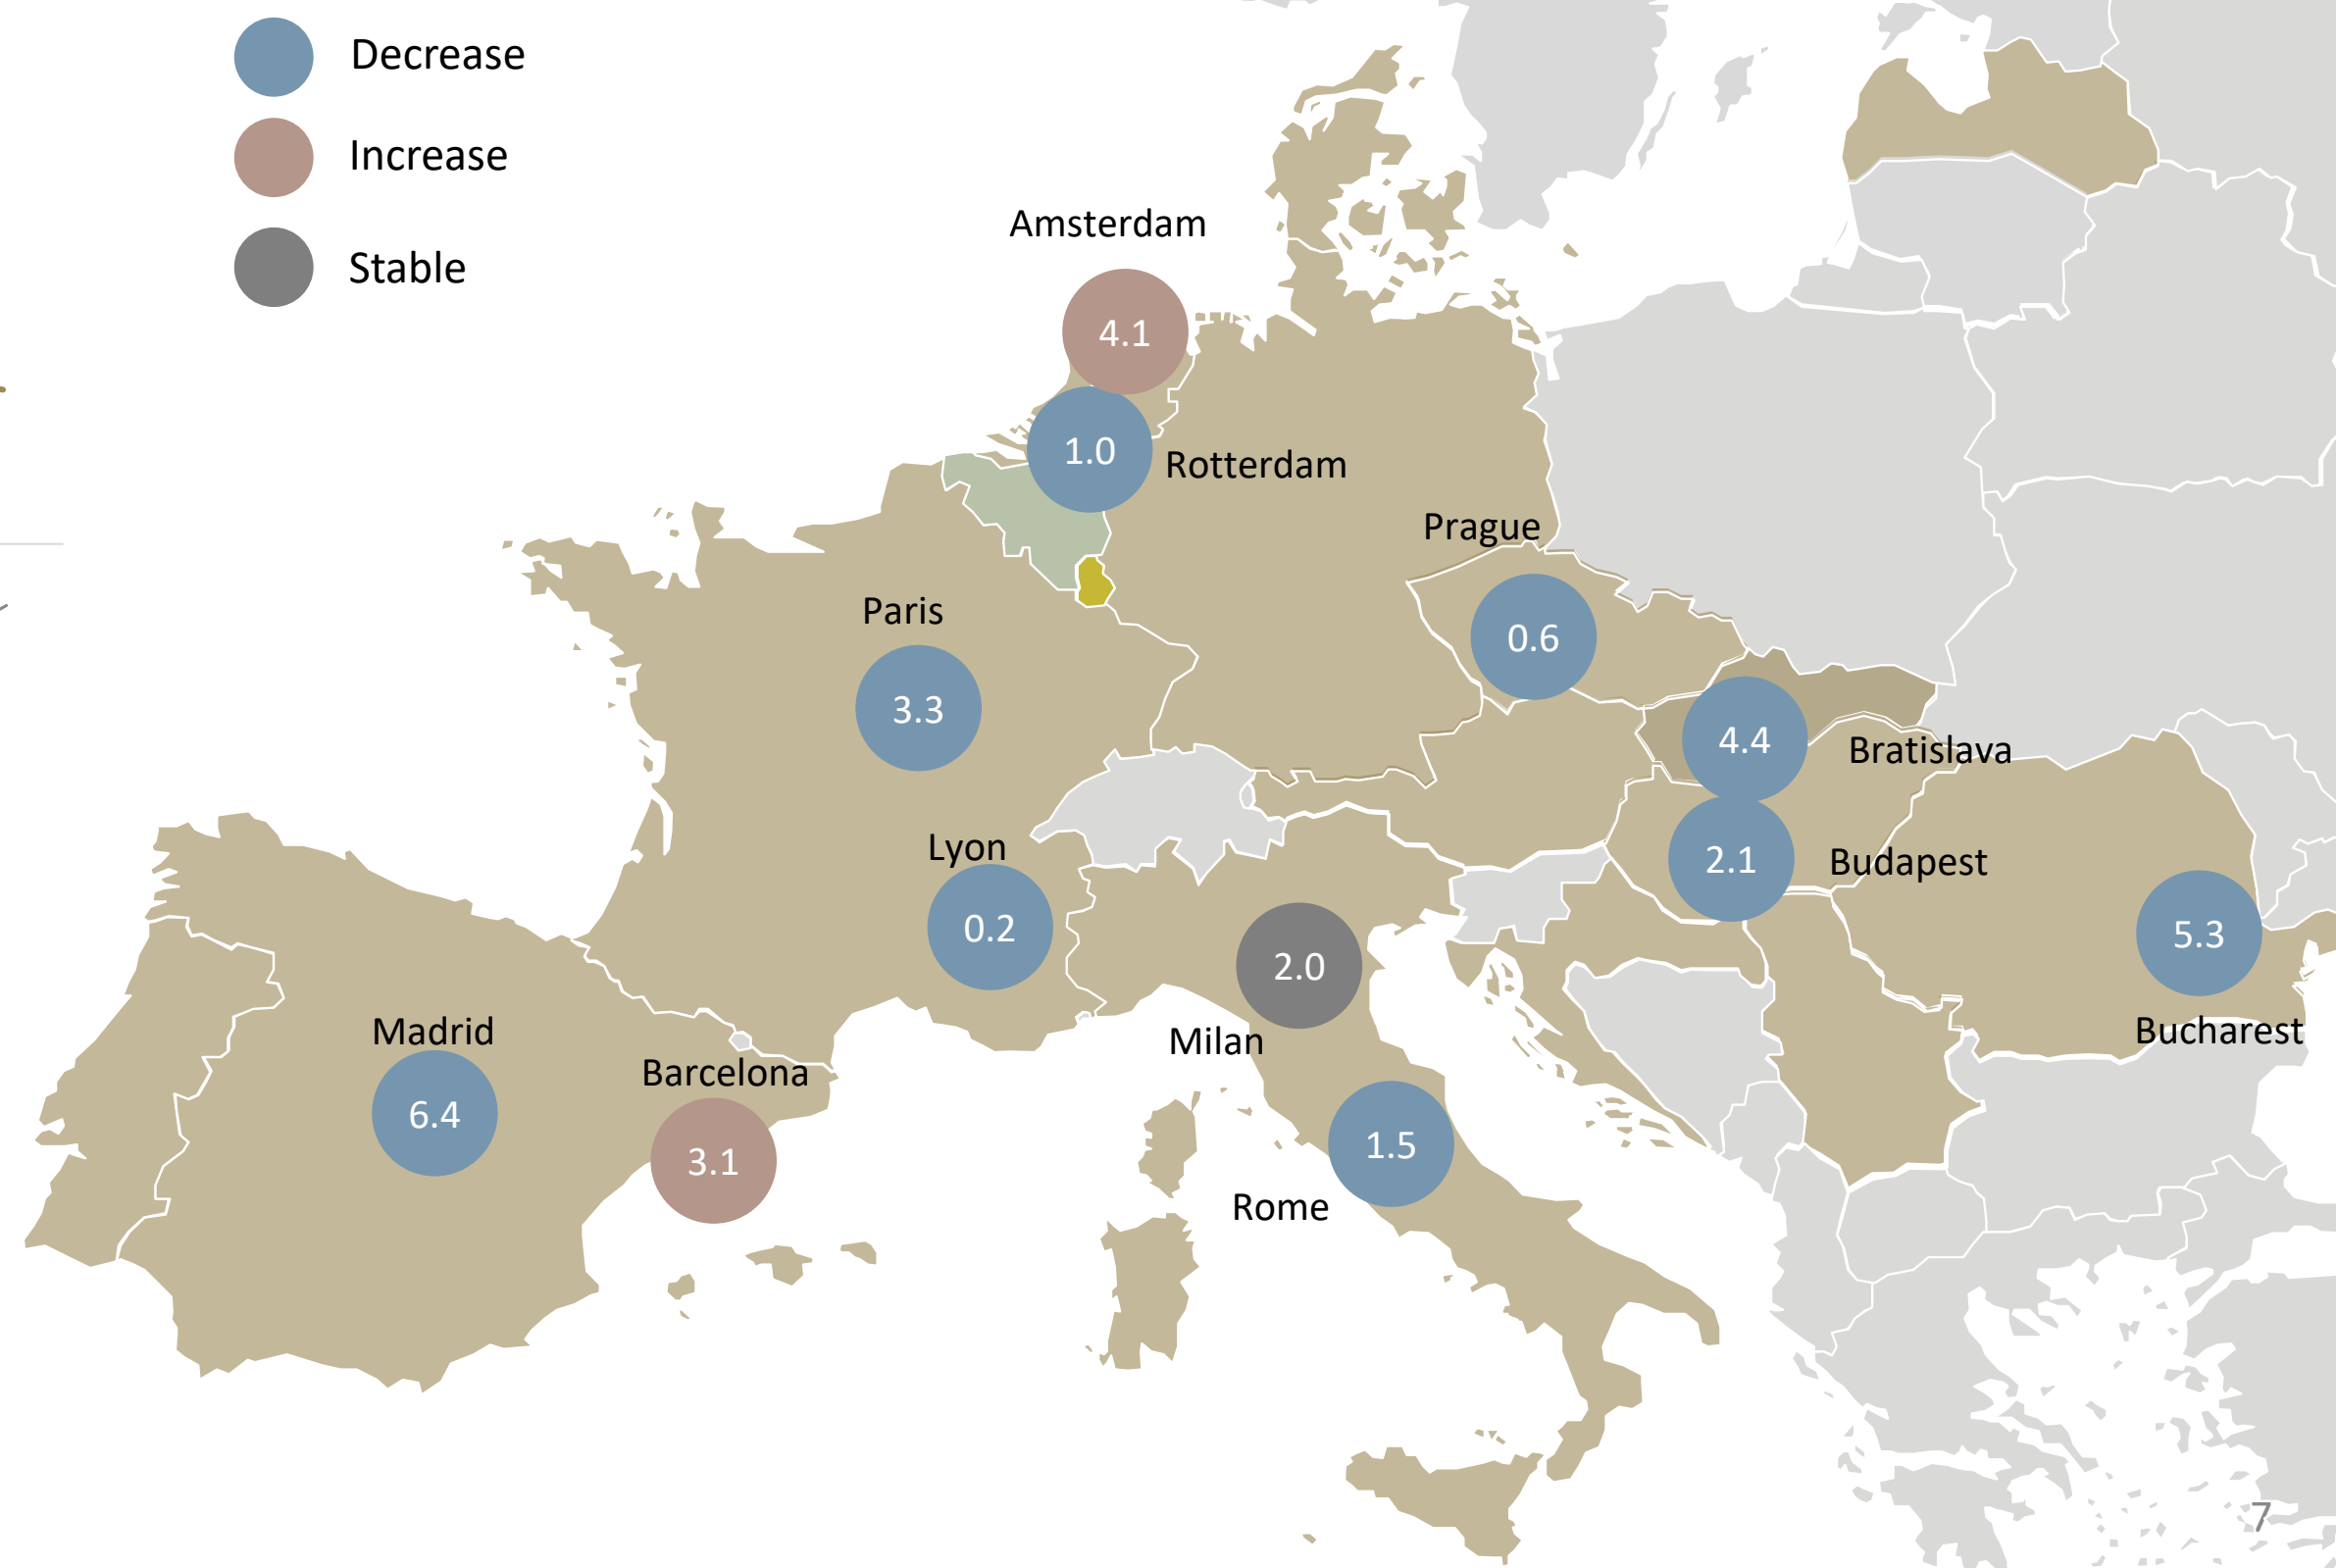 Decrease
Increase
Stable
Amsterdam
4.1
1.0
Rotterdam
Prague
0.6
Paris
3.3
4.4
Bratislava
Lyon
0.2
2.1
Budapest
2.0
Milan
5.3
Bucharest
Madrid
6.4
Barcelona
3.1
1.5
Rome
7